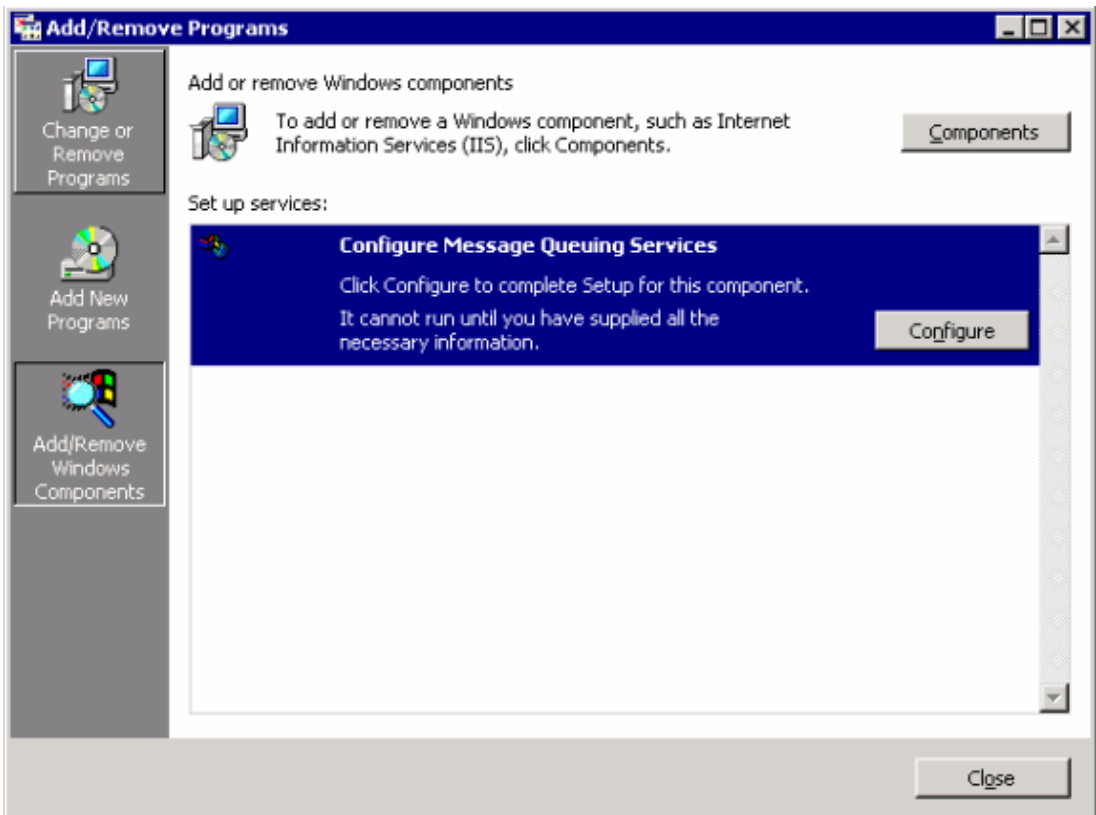 Add/Remove Programs
Change or
Remove
Programs
Add New
Programs
Add/Remove
Windows
Components
Add or remove Windows components
To add or remove a Windows component, such as Internet
Information Services (IIS), click Components.
Components
Set up services:
Configure Message Queuing Services
Click Configure to complete Setup for this component.
It cannot run until you have supplied all the
necessary information.
Configure
Close